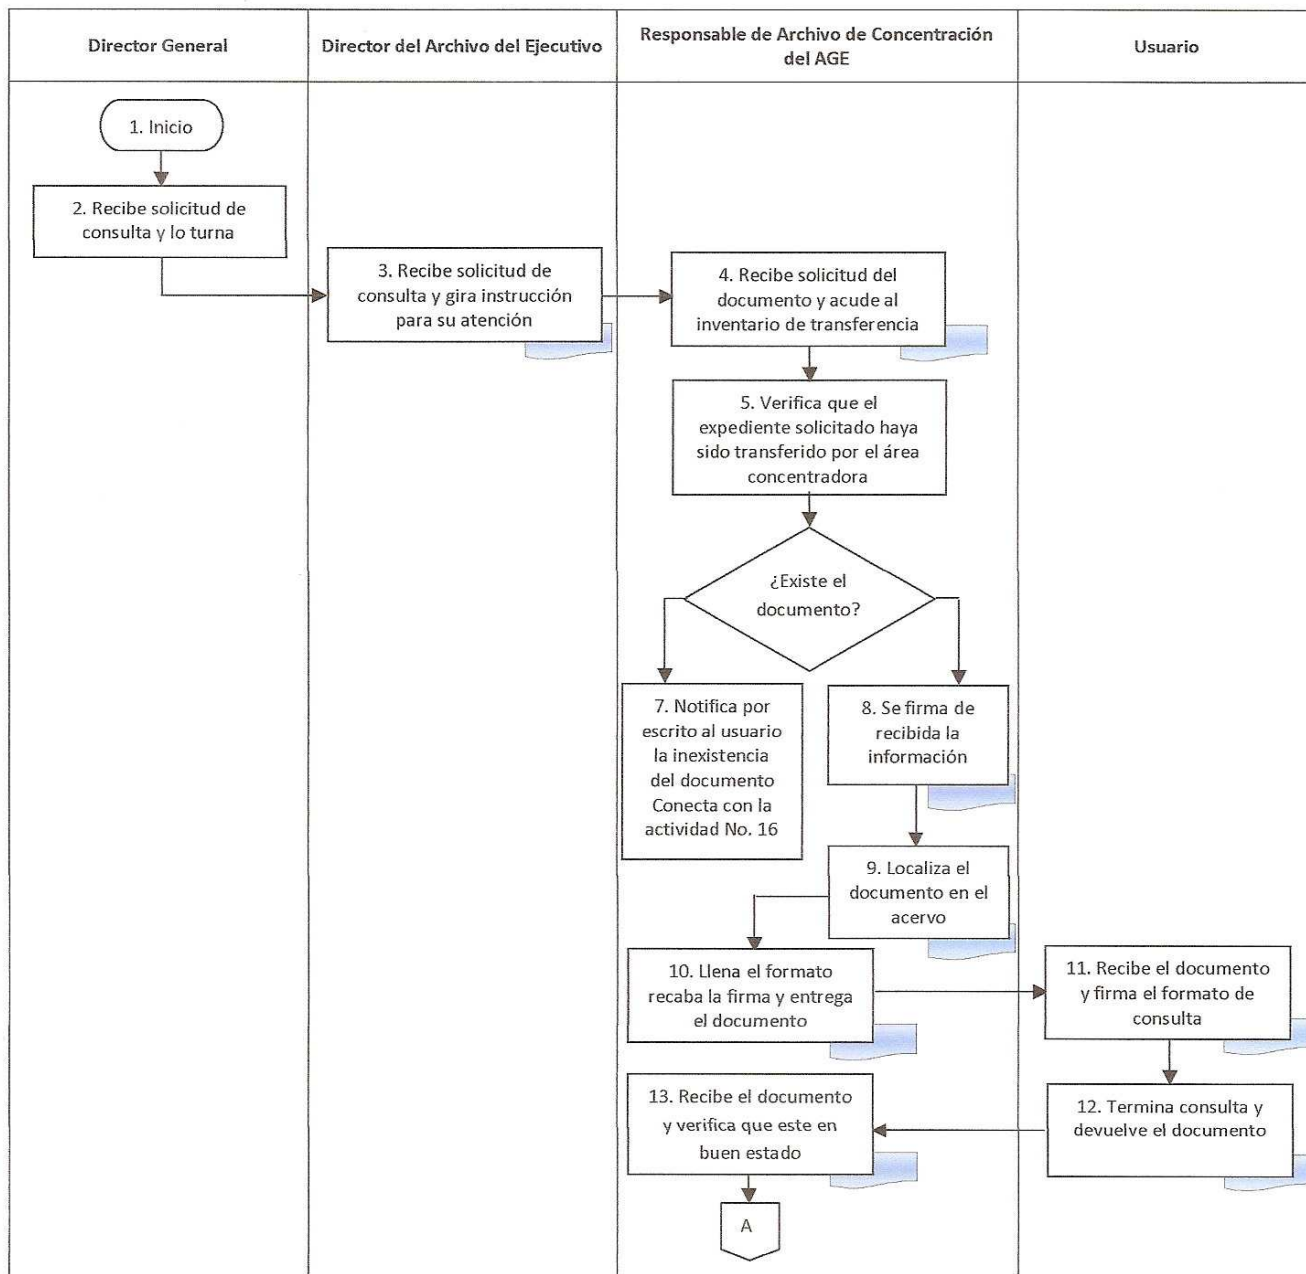 Director General
Director del Archivo del Ejecutivo
Responsable de Archivo de Concentración
del AGE
Usuario
1. Inicio
2. Recibe solicitud de
consulta y lo turna
3. Recibe solicitud de
consulta y gira instrucción
para su atención
4. Recibe solicitud del
documento y acude al
inventario de transferencia
5. Verifica que el
expediente solicitado haya
sido transferido por el área
concentradora
¿Existe el
documento?
7. Notifica por
escrito al usuario
la inexistencia
del documento
Conecta con la
actividad No. 16
8. Se firma de
recibida la
información
9. Localiza el
documento en el
acervo
10. Llena el formato
recaba la firma y entrega
el documento
11. Recibe el documento
y firma el formato de
consulta
12. Termina consulta y
devuelve el documento
13. Recibe el documento
y verifica que este en
buen estado
A